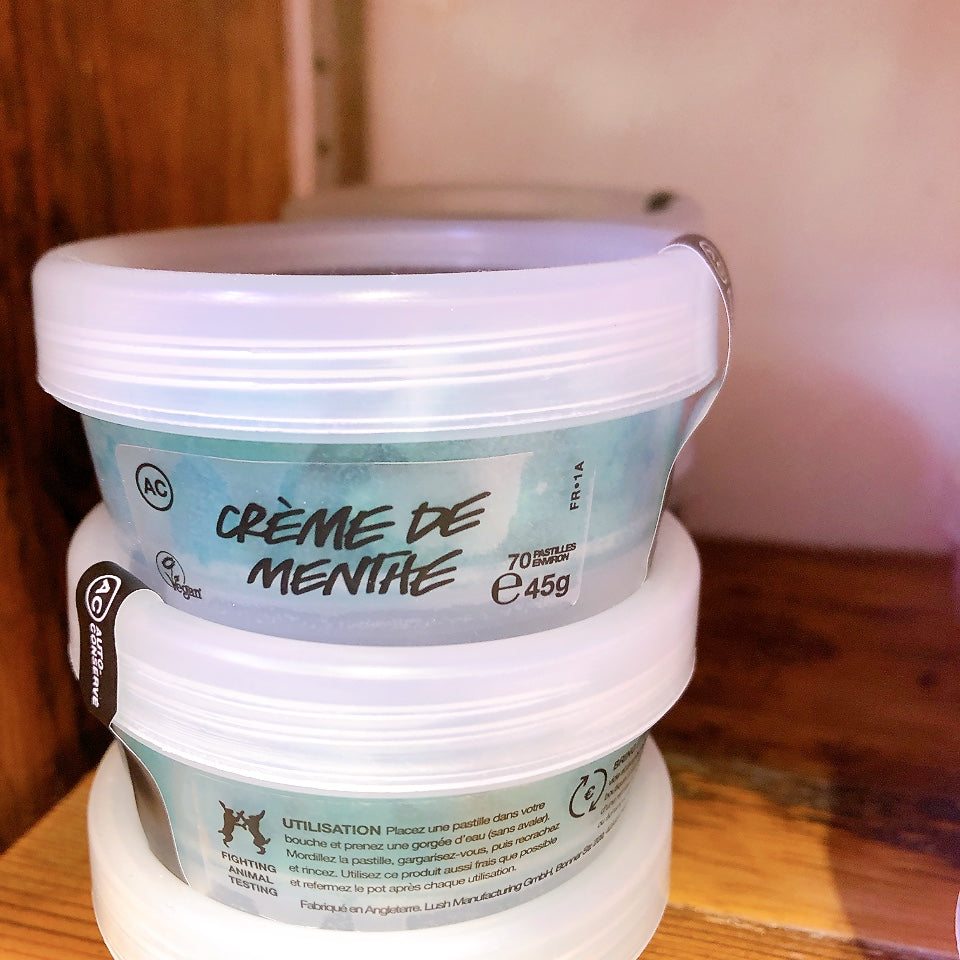 AC
CRÈME DE
MENTHE
Vegan
70 PASTILLES
ENVIRON
e 45g
FR•1A
AC AUTO-
CONSERVÉ
FIGHTING
ANIMAL
TESTING
UTILISATION Placez une pastille dans votre
bouche et prenez une gorgée d'eau (sans avaler).
Mordillez la pastille, gargarisez-vous, puis recrachez
et rincez. Utilisez ce produit aussi frais que possible
et refermez le pot après chaque utilisation.
Fabriqué en Angleterre. Lush Manufacturing GmbH, Bonner Str.
€